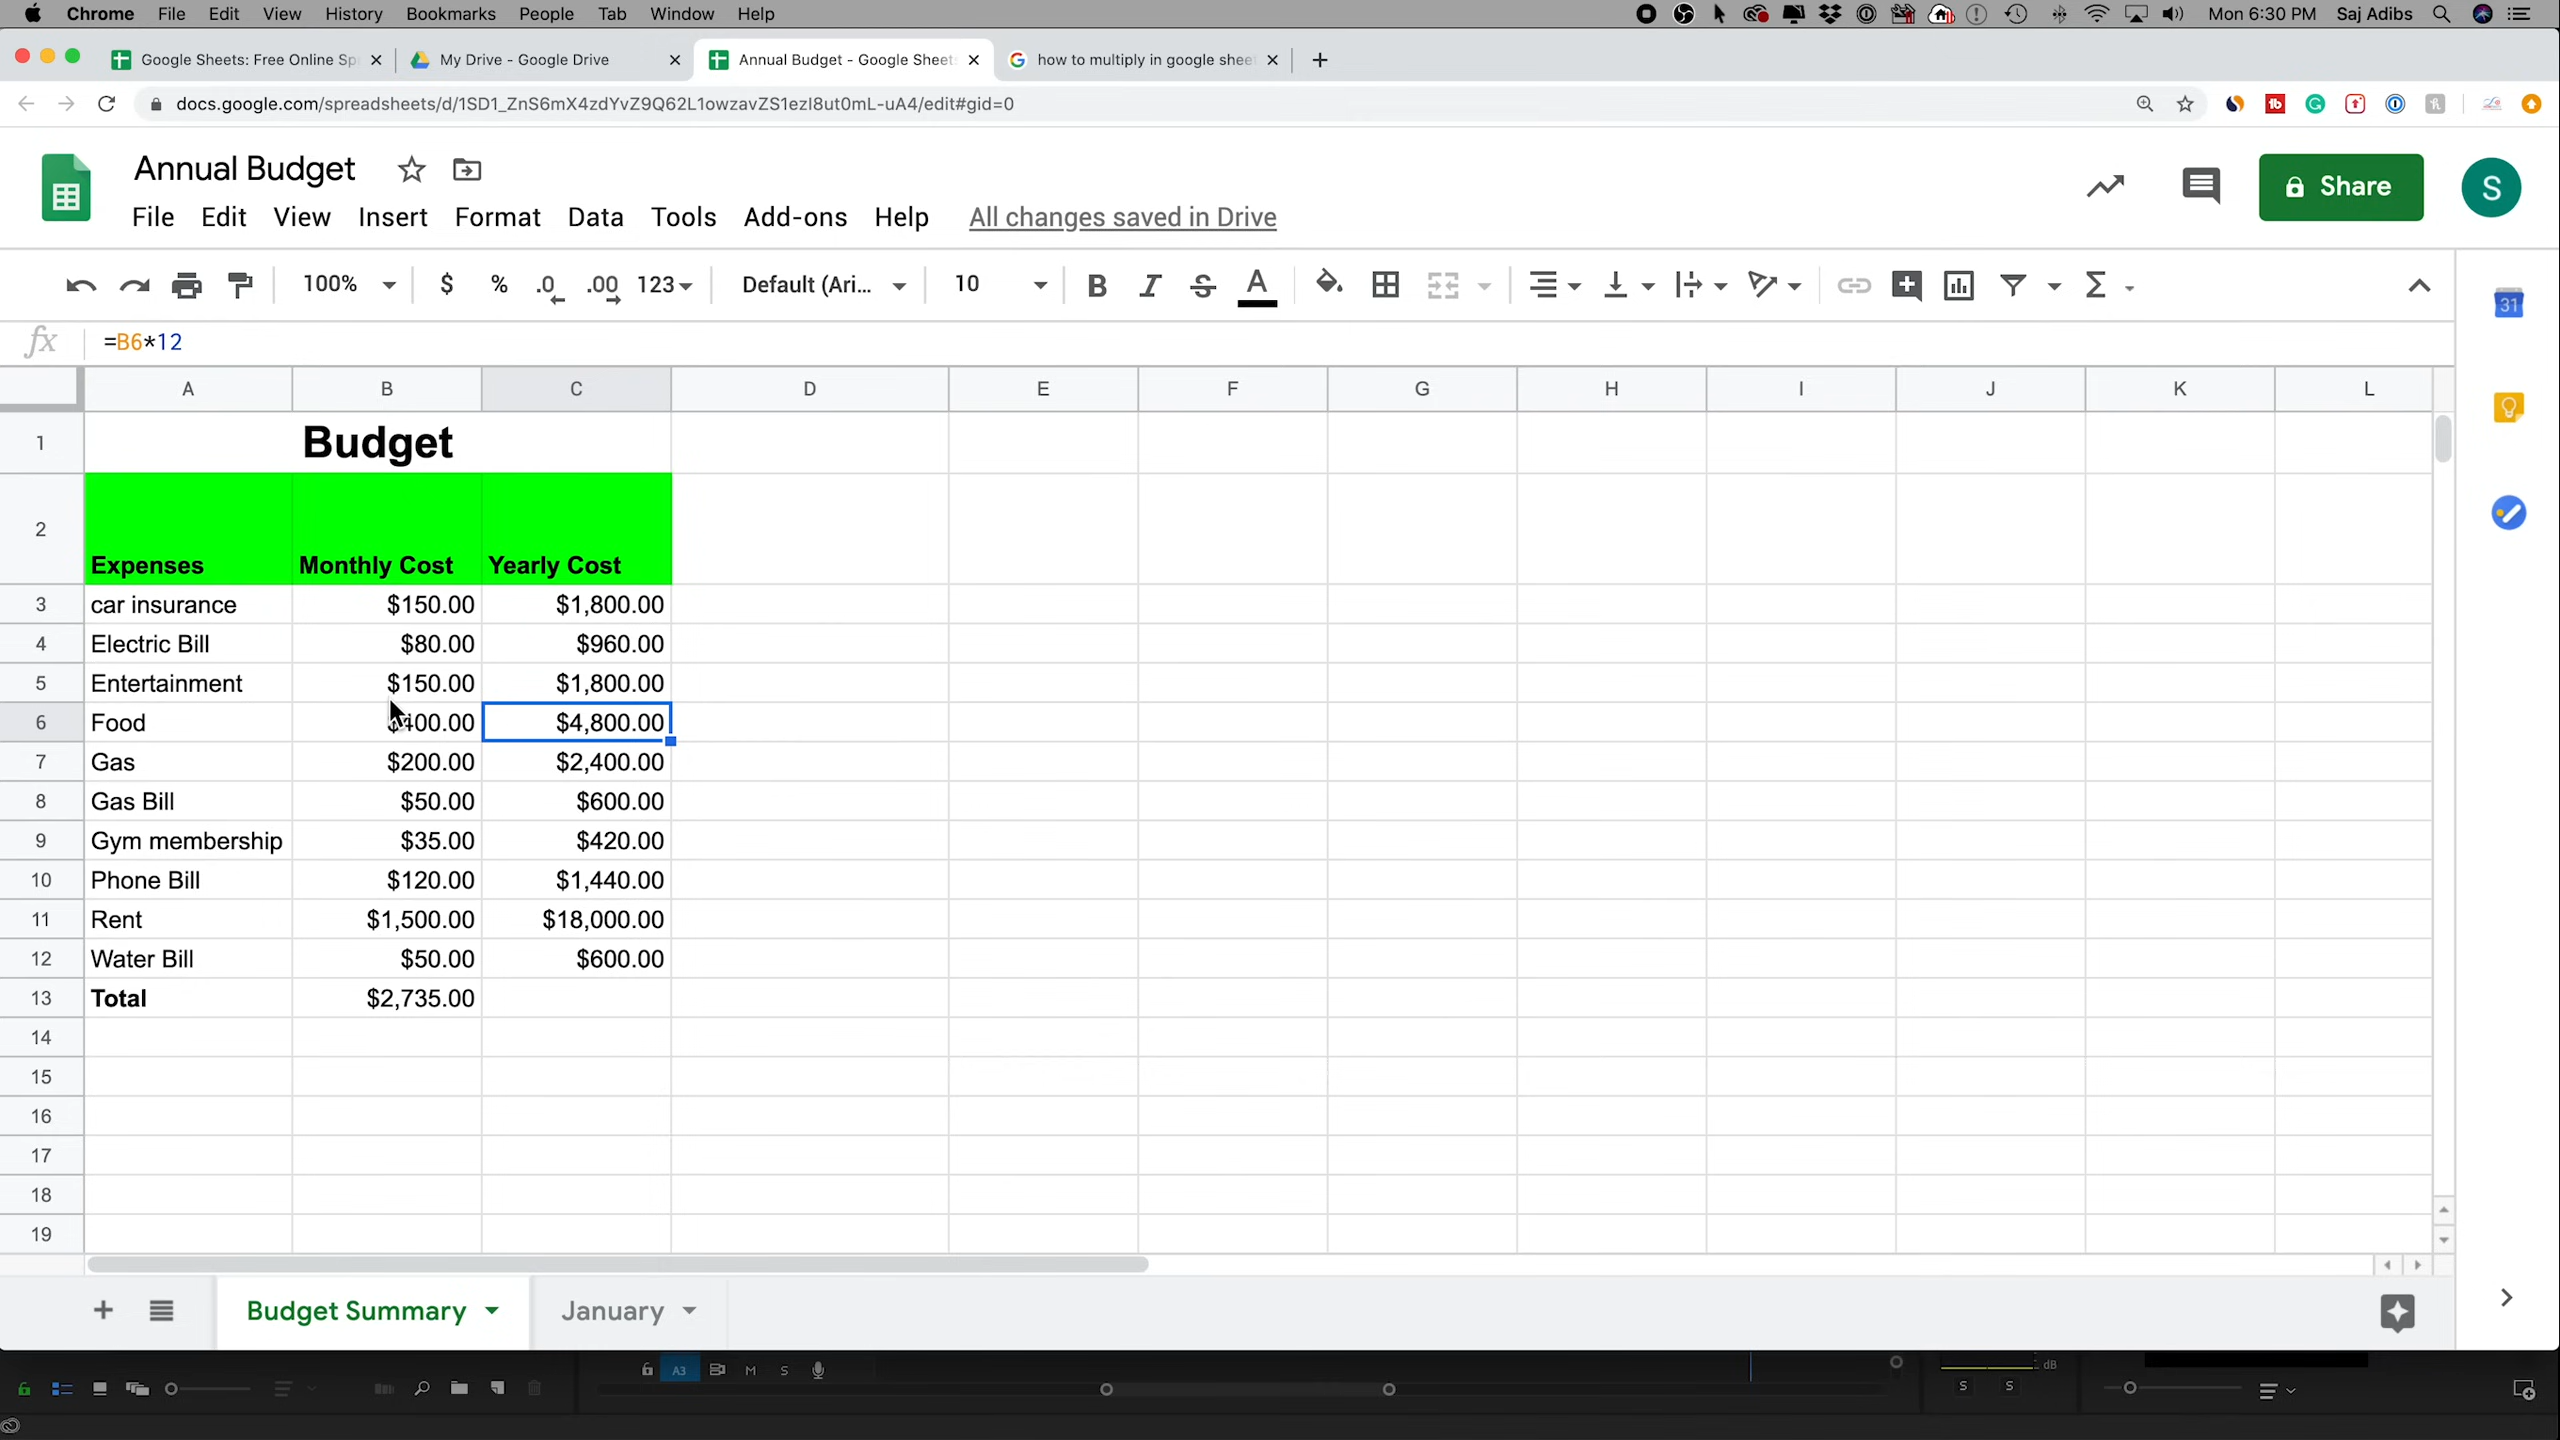 Chrome File Edit View History Bookmarks People Tab Window Help Mon 6:30 PM Saj Adibs
Google Sheets: Free Online Sp My Drive - Google Drive Annual Budget - Google Sheets how to multiply in google shee
docs.google.com/spreadsheets/d/1SD1_ZnS6mX4zdYvZ9Q62L1owzavZS1ezI8ut0mL-uA4/edit#gid=0
Annual Budget
Share
S
File Edit View Insert Format Data Tools Add-ons Help All changes saved in Drive
100% $ % .0 .00 123 Default (Ari... 10 B I S A Σ
31
fx =B6*12
A B C D E F G H I J K L
1 Budget
2 Expenses Monthly Cost Yearly Cost
3 car insurance $150.00 $1,800.00
4 Electric Bill $80.00 $960.00
5 Entertainment $150.00 $1,800.00
6 Food $400.00 $4,800.00
7 Gas $200.00 $2,400.00
8 Gas Bill $50.00 $600.00
9 Gym membership $35.00 $420.00
10 Phone Bill $120.00 $1,440.00
11 Rent $1,500.00 $18,000.00
12 Water Bill $50.00 $600.00
13 Total $2,735.00
14
15
16
17
18
19
Budget Summary January
A3 M S dB
S S